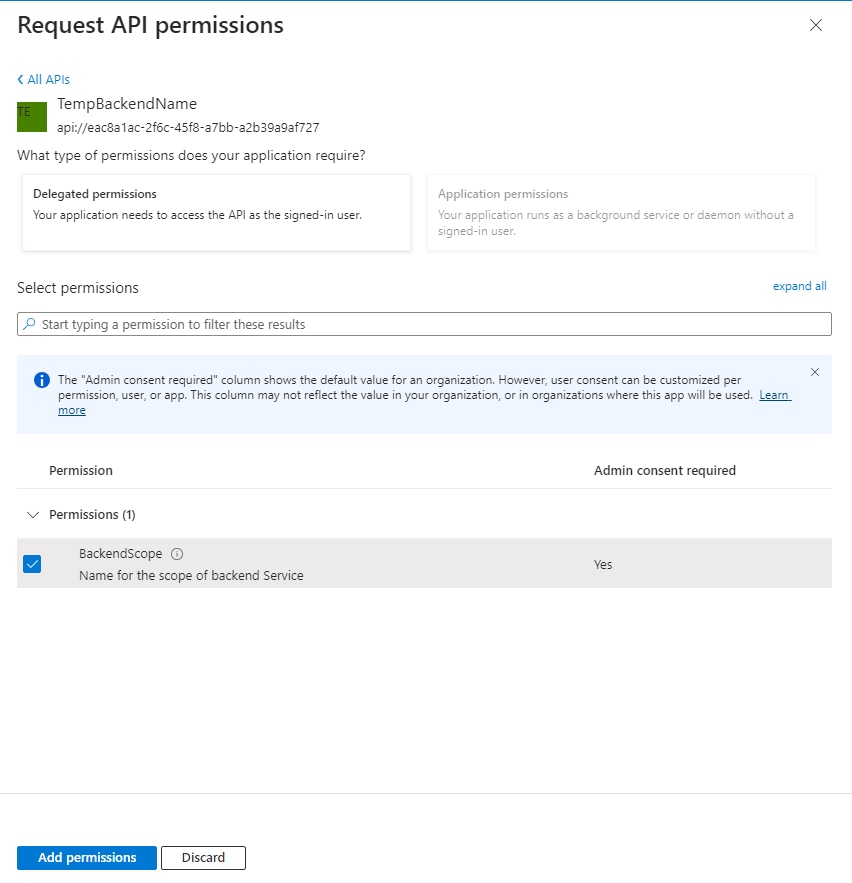 Request API permissions
All APIs
TE
TempBackendName
api://eac8a1ac-2f6c-45f8-a7bb-a2b39a9af727
What type of permissions does your application require?
Delegated permissions
Your application needs to access the API as the signed-in user.
Application permissions
Your application runs as a background service or daemon without a
signed-in user.
Select permissions
expand all
Start typing a permission to filter these results
The "Admin consent required" column shows the default value for an organization. However, user consent can be customized per
permission, user, or app. This column may not reflect the value in your organization, or in organizations where this app will be used. Learn
more
Permission
Admin consent required
Permissions (1)
BackendScope
Name for the scope of backend Service
Yes
Add permissions
Discard